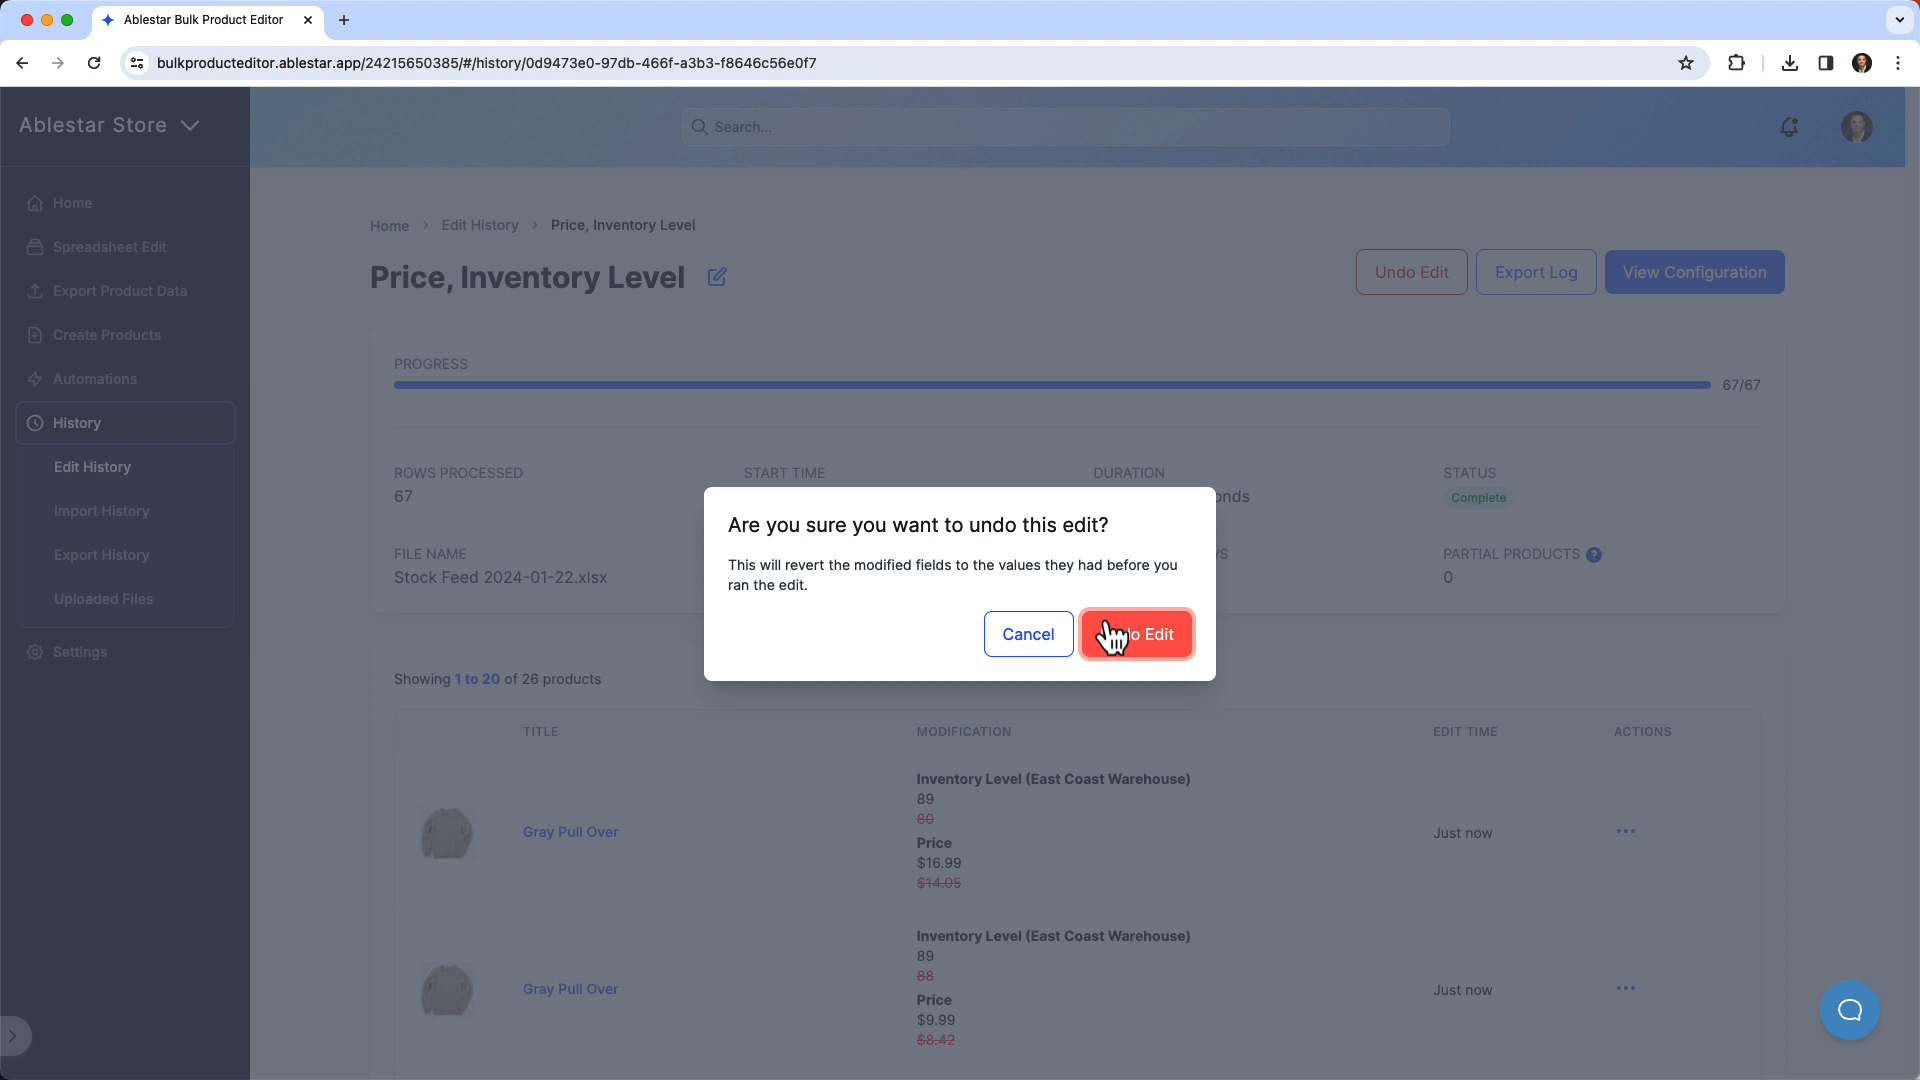 Ablestar Bulk Product Editor
bulkproducteditor.ablestar.app/24215650385/#/history/0d9473e0-97db-466f-a3b3-f8646c56e0f7
Ablestar Store
Search...
Home
Spreadsheet Edit
Export Product Data
Create Products
Automations
History
Edit History
Import History
Export History
Uploaded Files
Settings
Home > Edit History > Price, Inventory Level
Price, Inventory Level
Undo Edit
Export Log
View Configuration
PROGRESS
67/67
ROWS PROCESSED
67
START TIME
DURATION
STATUS
Complete
FILE NAME
Stock Feed 2024-01-22.xlsx
PARTIAL PRODUCTS ?
0
Are you sure you want to undo this edit?
This will revert the modified fields to the values they had before you
ran the edit.
Cancel
Edit
Showing 1 to 20 of 26 products
TITLE MODIFICATION EDIT TIME ACTIONS
Gray Pull Over
Inventory Level (East Coast Warehouse)
89
80
Price
$16.99
$14.05
Just now
Gray Pull Over
Inventory Level (East Coast Warehouse)
89
88
Price
$9.99
$8.42
Just now